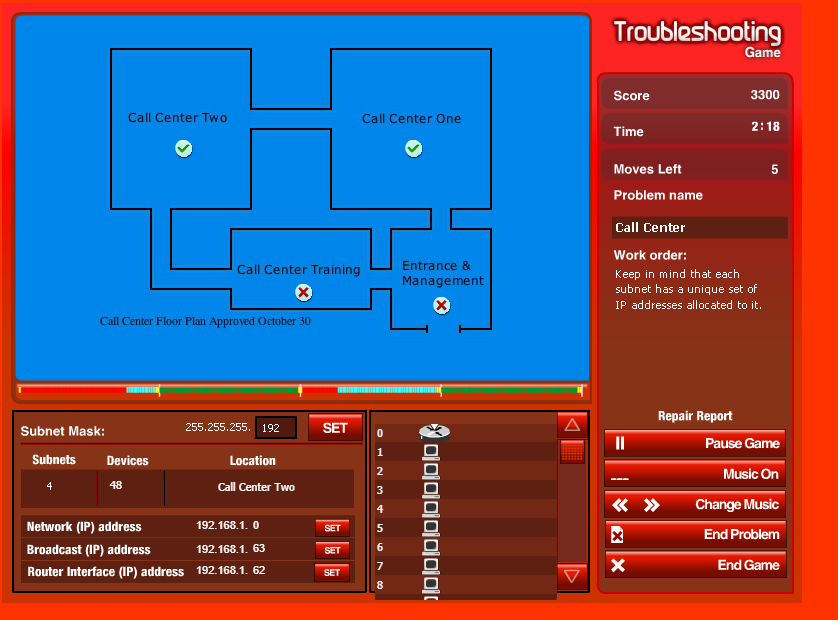 Troubleshooting
Game
Call Center Two
Call Center One
Call Center Training
Entrance &
Management
Call Center Floor Plan Approved October 30
Score 3300
Time 2:18
Moves Left 5
Problem name
Call Center
Work order:
Keep in mind that each
subnet has a unique set of
IP addresses allocated to it.
Repair Report
Pause Game
Music On
Change Music
End Problem
End Game
Subnet Mask: 255.255.255. 192 SET
Subnets Devices Location
4 48 Call Center Two
Network (IP) address 192.168.1. 0 SET
Broadcast (IP) address 192.168.1. 63 SET
Router Interface (IP) address 192.168.1. 62 SET
0
1
2
3
4
5
6
7
8